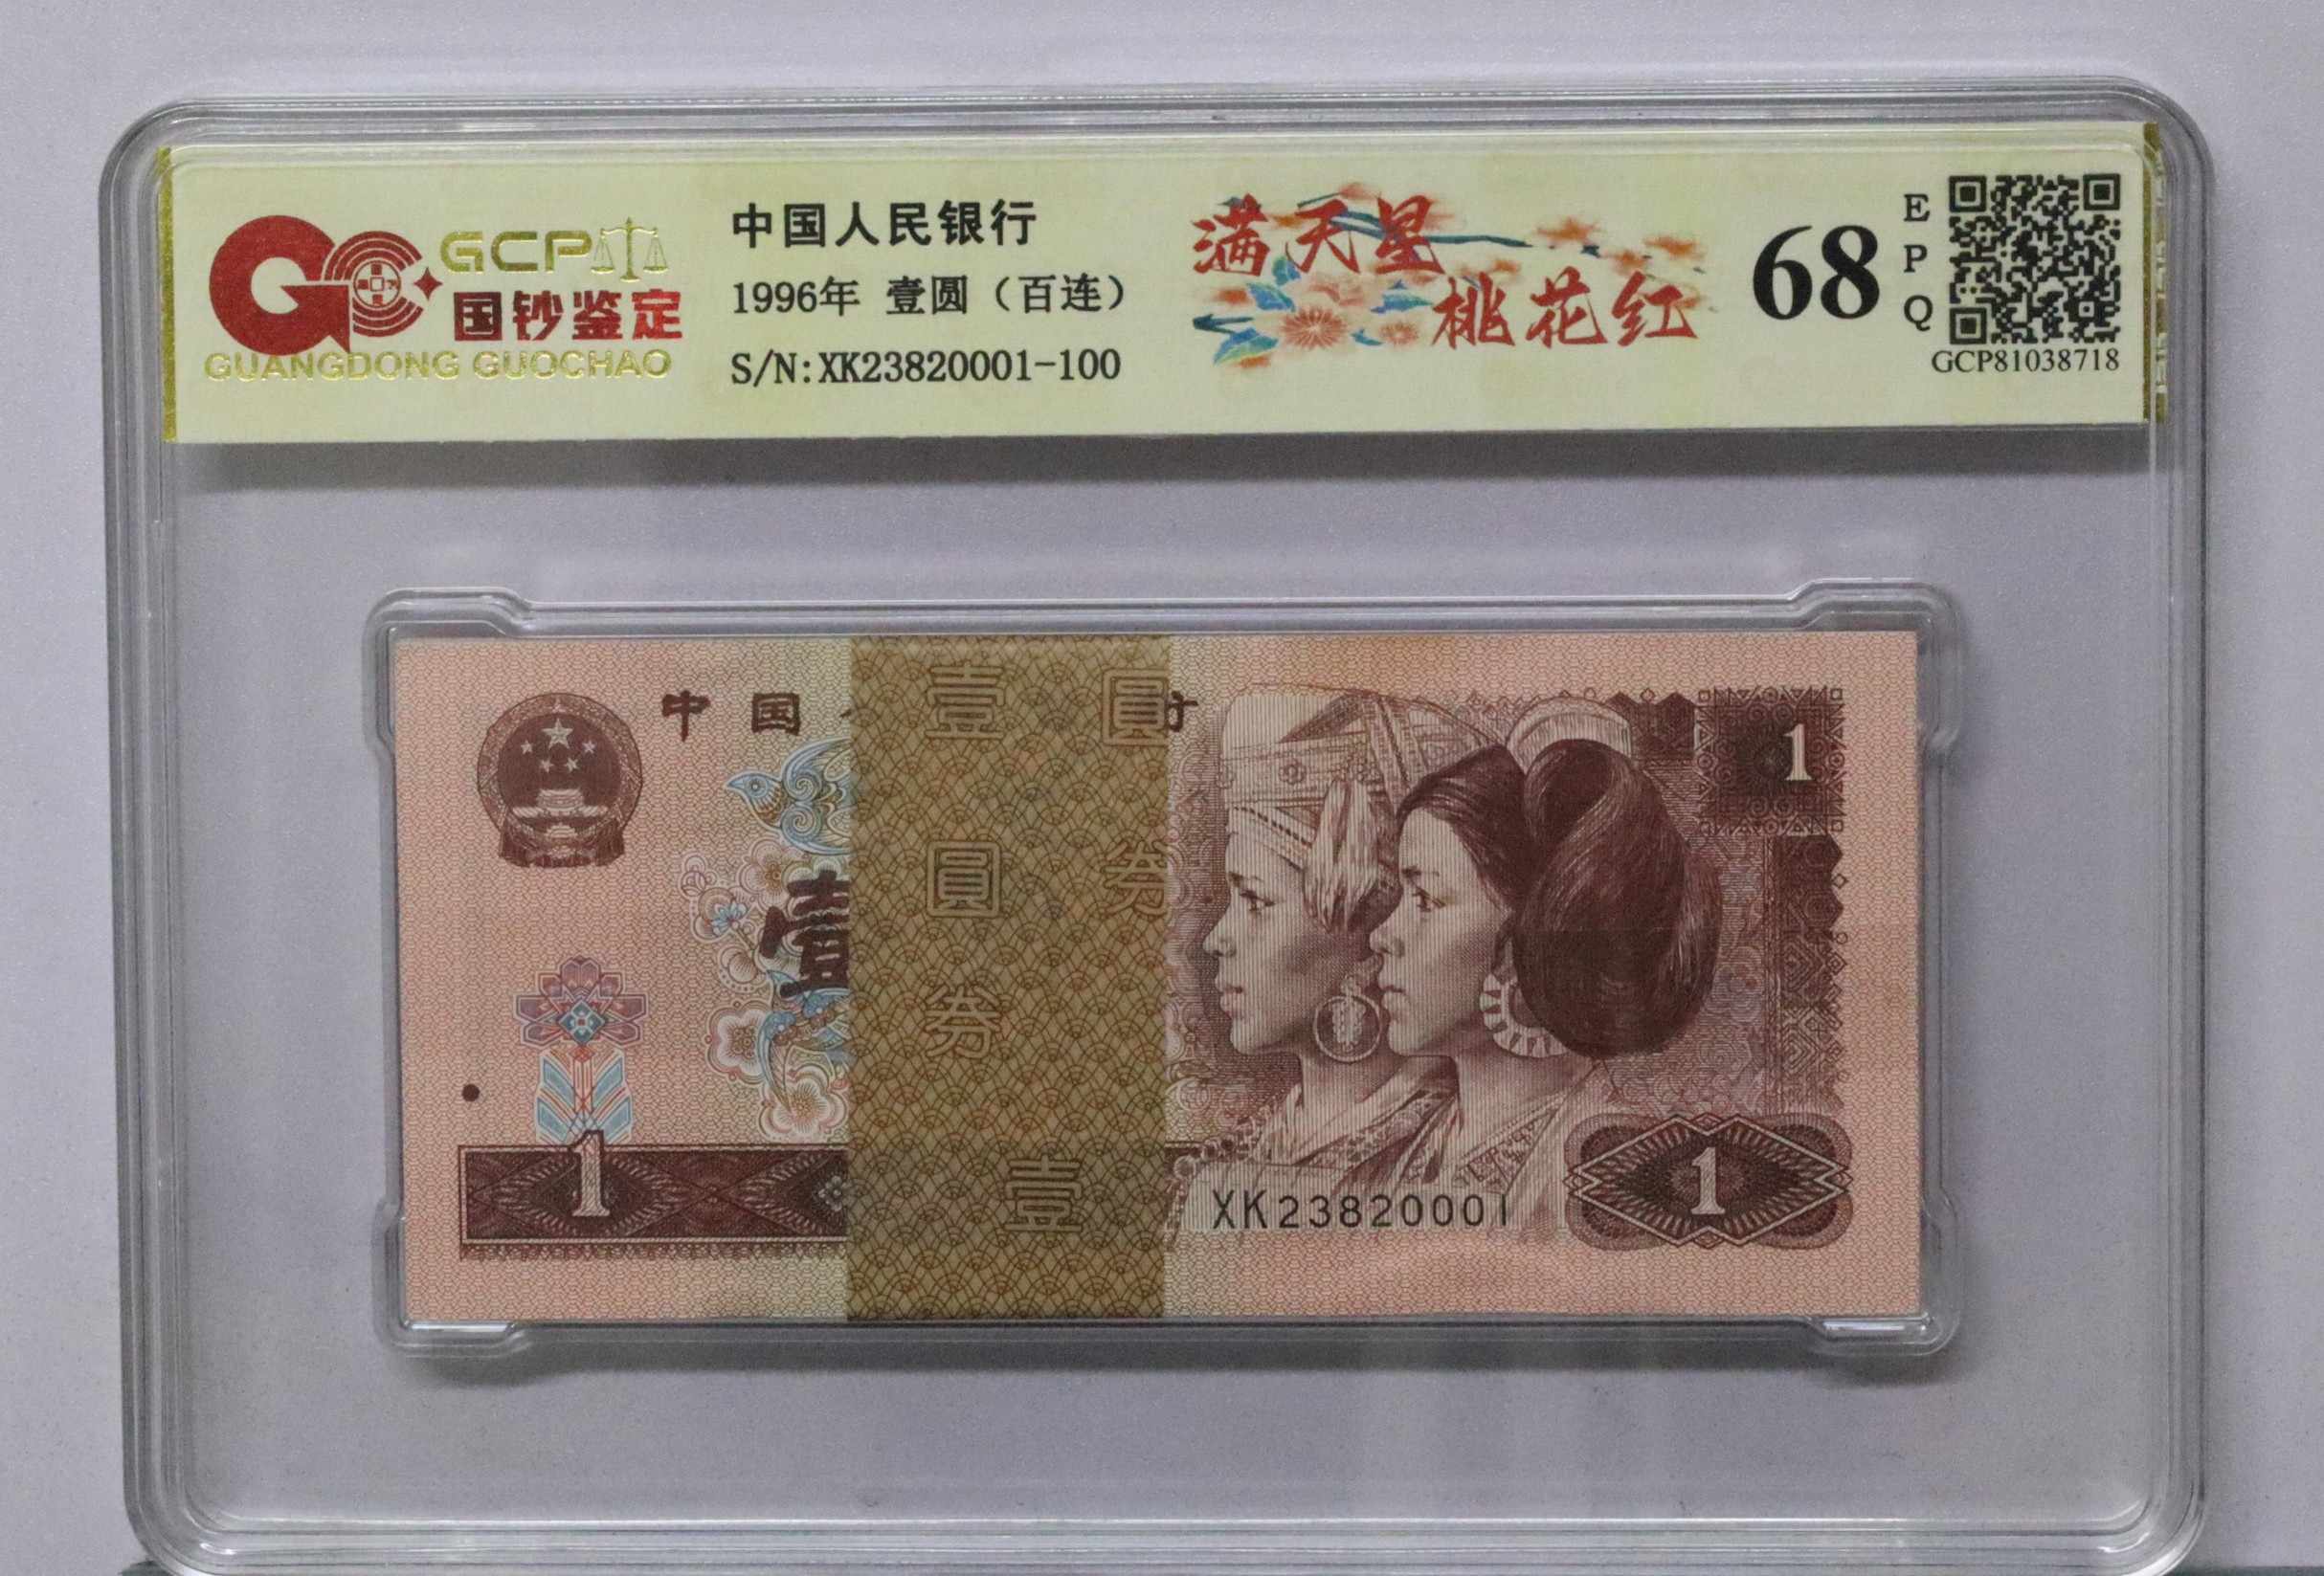 GCP
国钞鉴定
GUANGDONG GUOCHAO
中国人民银行
1996年 壹圆（百连）
S/N:XK23820001-100
满天星
桃花红
68
EPQ
GCP81038718
中国
壹圆
1
圆券
壹
券
1
壹
XK23820001
1